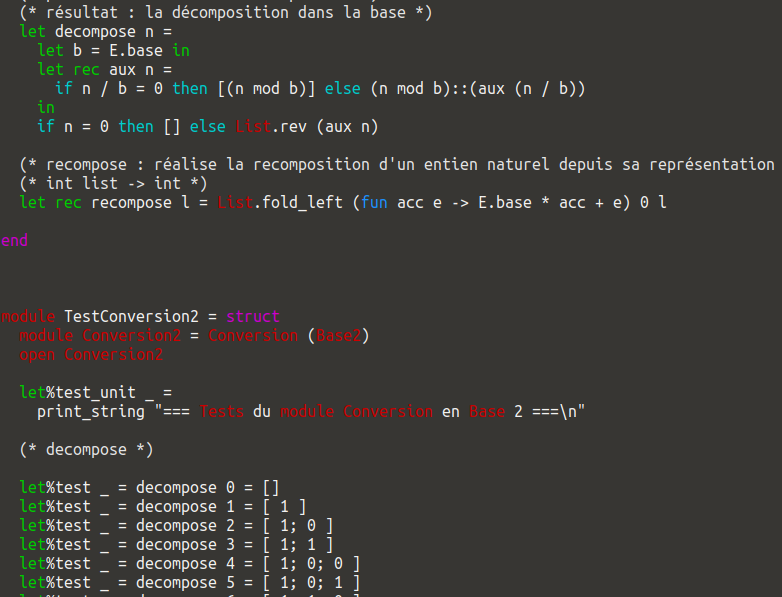 (* résultat : la décomposition dans la base *)
let decompose n =
let b = E.base in
let rec aux n =
if n / b = 0 then [(n mod b)] else (n mod b)::(aux (n / b))
in
if n = 0 then [] else List.rev (aux n)
(* recompose : réalise la recomposition d'un entien naturel depuis sa représentation
(* int list -> int *)
let rec recompose l = List.fold_left (fun acc e -> E.base * acc + e) 0 l
end
module TestConversion2 = struct
module Conversion2 = Conversion (Base2)
open Conversion2
let%test_unit _ =
print_string "=== Tests du module Conversion en Base 2 ===\n"
(* decompose *)
let%test _ = decompose 0 = []
let%test _ = decompose 1 = [ 1 ]
let%test _ = decompose 2 = [ 1; 0 ]
let%test _ = decompose 3 = [ 1; 1 ]
let%test _ = decompose 4 = [ 1; 0; 0 ]
let%test _ = decompose 5 = [ 1; 0; 1 ]